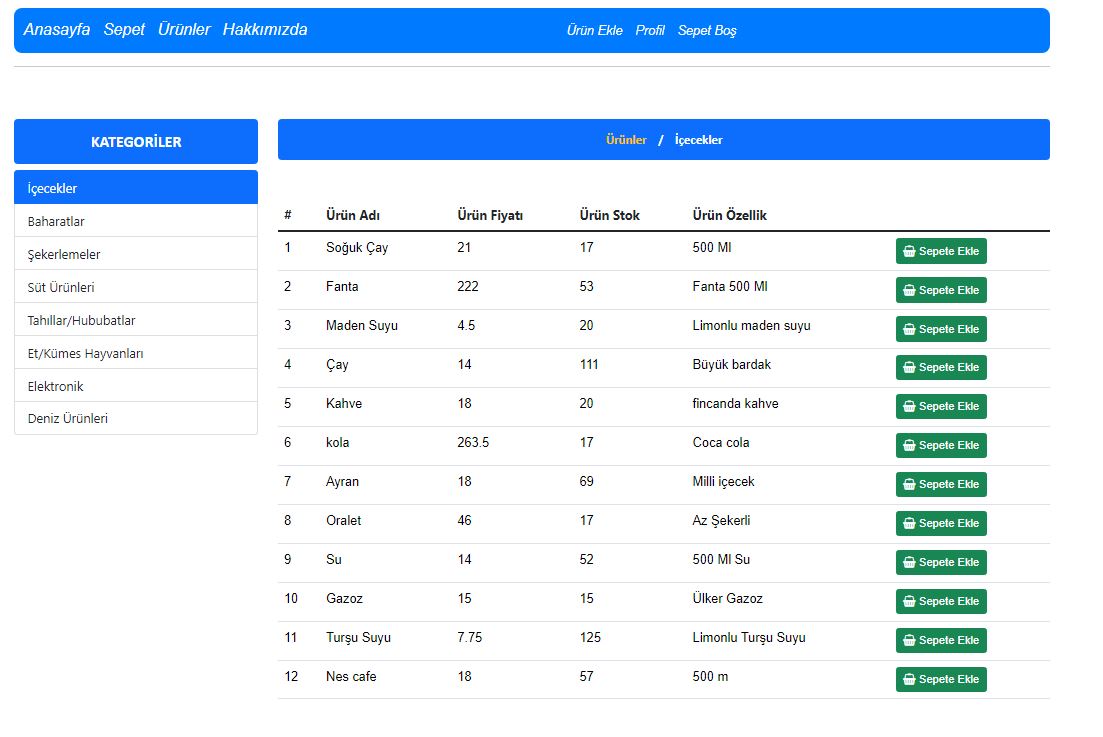 Anasayfa Sepet Ürünler Hakkımızda Ürün Ekle Profil Sepet Boş
KATEGORİLER
İçecekler
Baharatlar
Şekerlemeler
Süt Ürünleri
Tahıllar/Hububatlar
Et/Kümes Hayvanları
Elektronik
Deniz Ürünleri
Ürünler / İçecekler
# Ürün Adı Ürün Fiyatı Ürün Stok Ürün Özellik
1 Soğuk Çay 21 17 500 Ml Sepete Ekle
2 Fanta 222 53 Fanta 500 Ml Sepete Ekle
3 Maden Suyu 4.5 20 Limonlu maden suyu Sepete Ekle
4 Çay 14 111 Büyük bardak Sepete Ekle
5 Kahve 18 20 fincanda kahve Sepete Ekle
6 kola 263.5 17 Coca cola Sepete Ekle
7 Ayran 18 69 Milli içecek Sepete Ekle
8 Oralet 46 17 Az Şekerli Sepete Ekle
9 Su 14 52 500 Ml Su Sepete Ekle
10 Gazoz 15 15 Ülker Gazoz Sepete Ekle
11 Turşu Suyu 7.75 125 Limonlu Turşu Suyu Sepete Ekle
12 Nes cafe 18 57 500 m Sepete Ekle